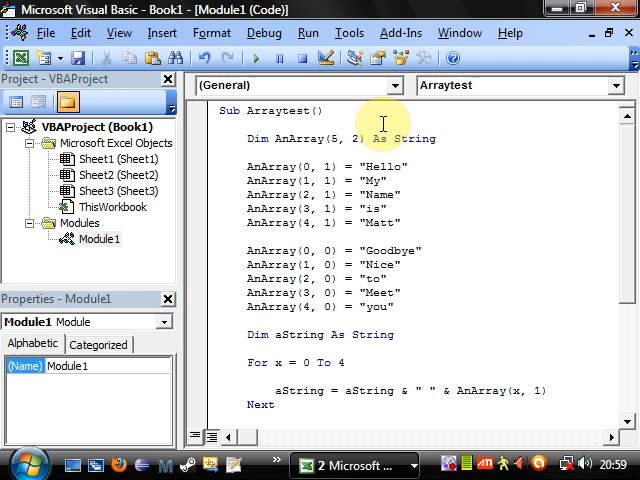 Microsoft Visual Basic - Book1 - [Module1 (Code)]
File Edit View Insert Format Debug Run Tools Add-Ins Window Help
Project - VBAProject
(General) Arraytest
VBAProject (Book1)
Microsoft Excel Objects
Sheet1 (Sheet1)
Sheet2 (Sheet2)
Sheet3 (Sheet3)
ThisWorkbook
Modules
Module1
Properties - Module1
Module1 Module
Alphabetic Categorized
(Name) Module1
Sub Arraytest()
Dim AnArray(5, 2) As String
AnArray(0, 1) = "Hello"
AnArray(1, 1) = "My"
AnArray(2, 1) = "Name"
AnArray(3, 1) = "is"
AnArray(4, 1) = "Matt"
AnArray(0, 0) = "Goodbye"
AnArray(1, 0) = "Nice"
AnArray(2, 0) = "to"
AnArray(3, 0) = "Meet"
AnArray(4, 0) = "you"
Dim aString As String
For x = 0 To 4
aString = aString & " " & AnArray(x, 1)
Next
2 Microsoft ... ATI 20:59